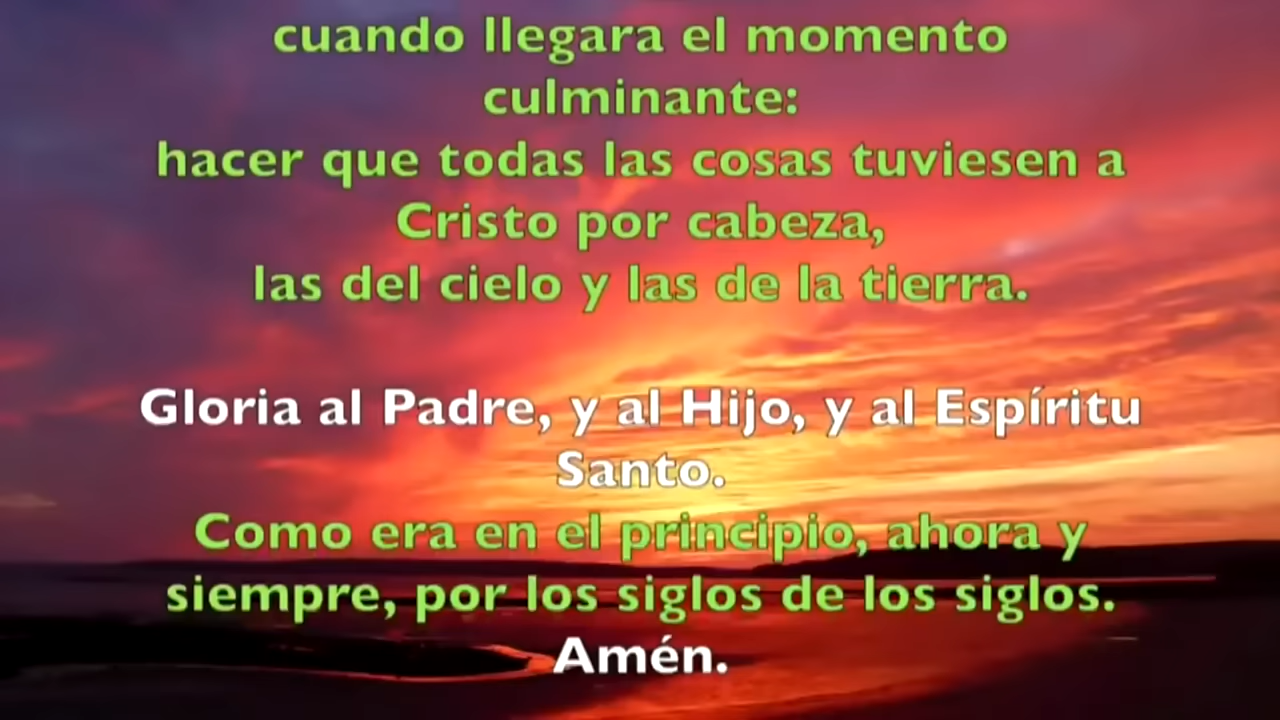 cuando llegara el momento
culminante:
hacer que todas las cosas tuviesen a
Cristo por cabeza,
las del cielo y las de la tierra.
Gloria al Padre, y al Hijo, y al Espíritu
Santo.
Como era en el principio, ahora y
siempre, por los siglos de los siglos.
Amén.